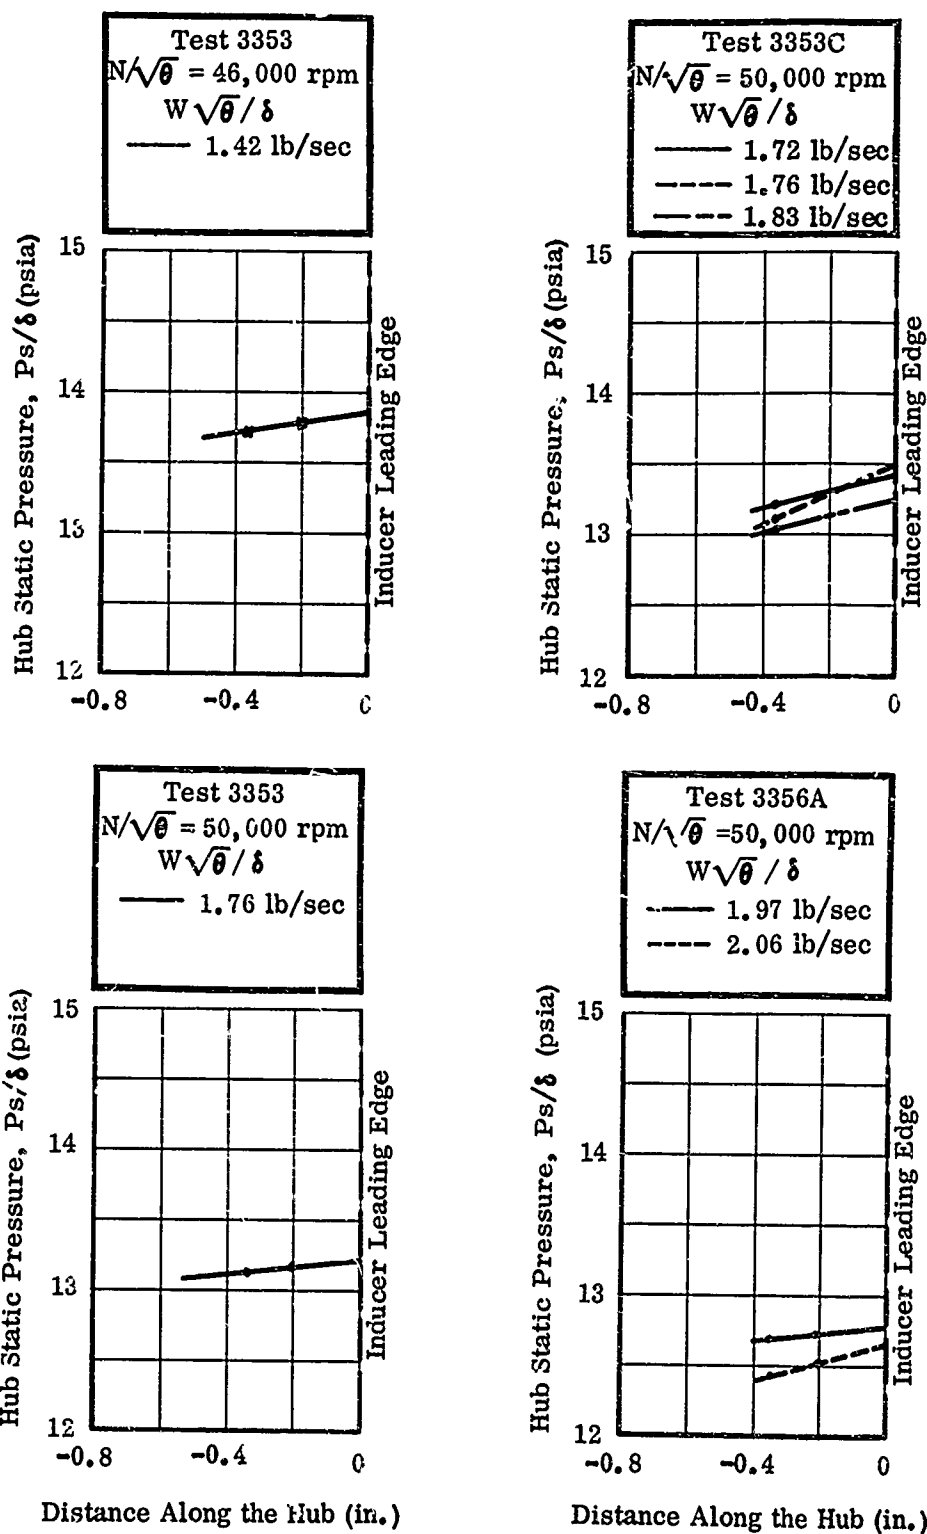 Test 3353
N/√θ = 46,000 rpm
W√θ/δ
1.42 lb/sec
Hub Static Pressure, Ps/δ (psia)
15
14
13
12
-0.8 -0.4 0
Inducer Leading Edge
Test 3353C
N/√θ = 50,000 rpm
W√θ/δ
1.72 lb/sec
1.76 lb/sec
1.83 lb/sec
Hub Static Pressure, Ps/δ (psia)
15
14
13
12
-0.8 -0.4 0
Inducer Leading Edge
Test 3353
N/√θ = 50,000 rpm
W√θ/δ
1.76 lb/sec
Hub Static Pressure, Ps/δ (psia)
15
14
13
12
-0.8 -0.4 0
Inducer Leading Edge
Distance Along the Hub (in.)
Test 3356A
N/√θ =50,000 rpm
W√θ/δ
1.97 lb/sec
2.06 lb/sec
Hub Static Pressure, Ps/δ (psia)
15
14
13
12
-0.8 -0.4 0
Inducer Leading Edge
Distance Along the Hub (in.)